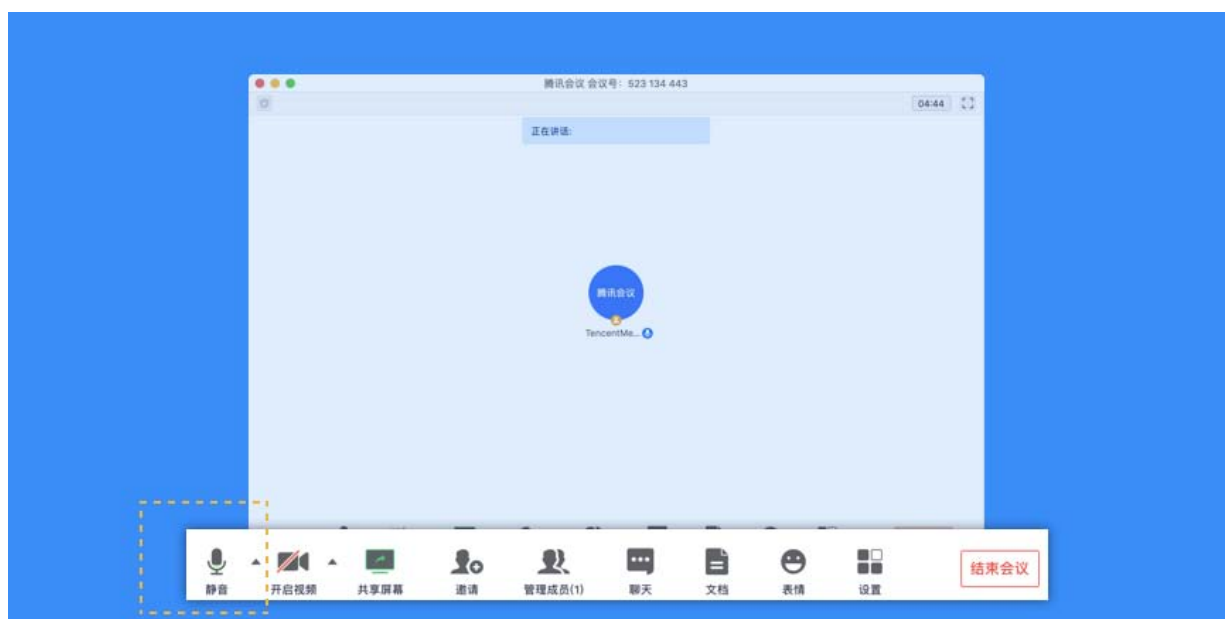 腾讯会议 会议号：523 134 443
04:44
正在讲话:
腾讯会议
TencentMe...
静音
开启视频
共享屏幕
邀请
管理成员(1)
聊天
文档
表情
设置
结束会议